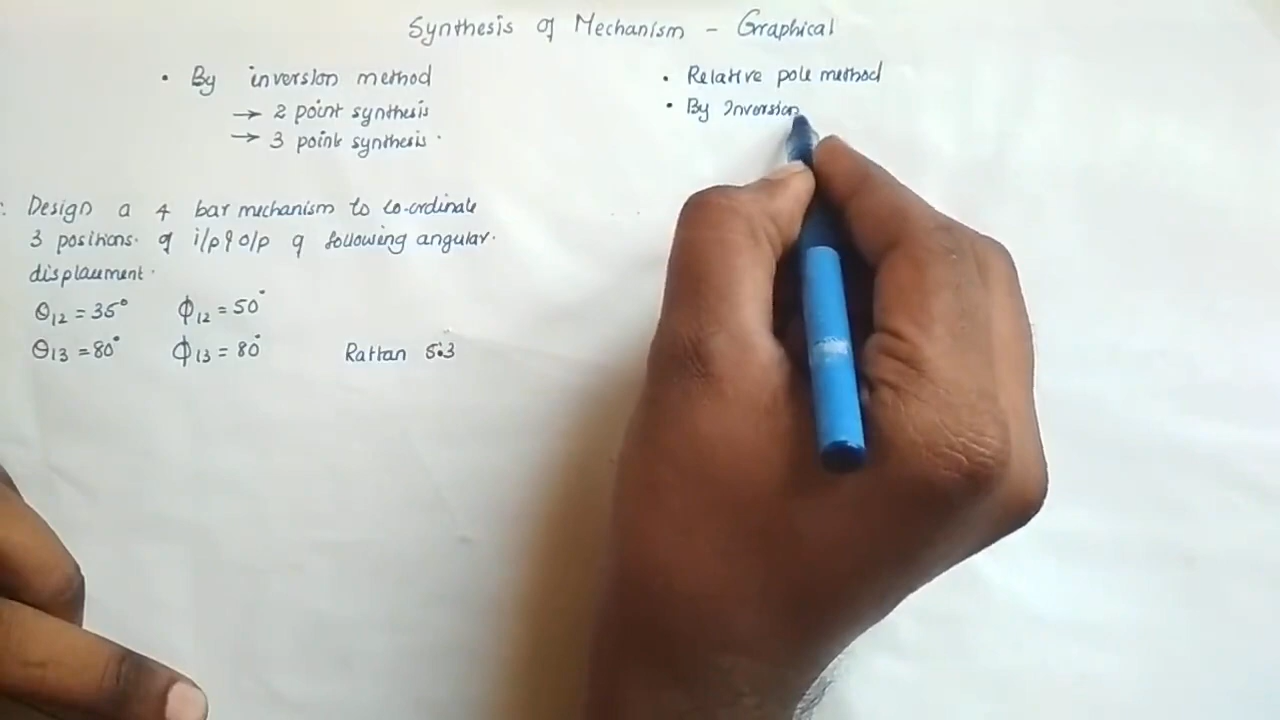 Synthesis of Mechanism - Graphical
• By inversion method
→ 2 point synthesis
→ 3 point synthesis.
• Relative pole method
• By Inversion
: Design a 4 bar mechanism to co-ordinate
3 positions. of i/p & o/p of following angular.
displacement.
θ12 = 35° ϕ12 = 50°
θ13 = 80° ϕ13 = 80° Rattan 5.3